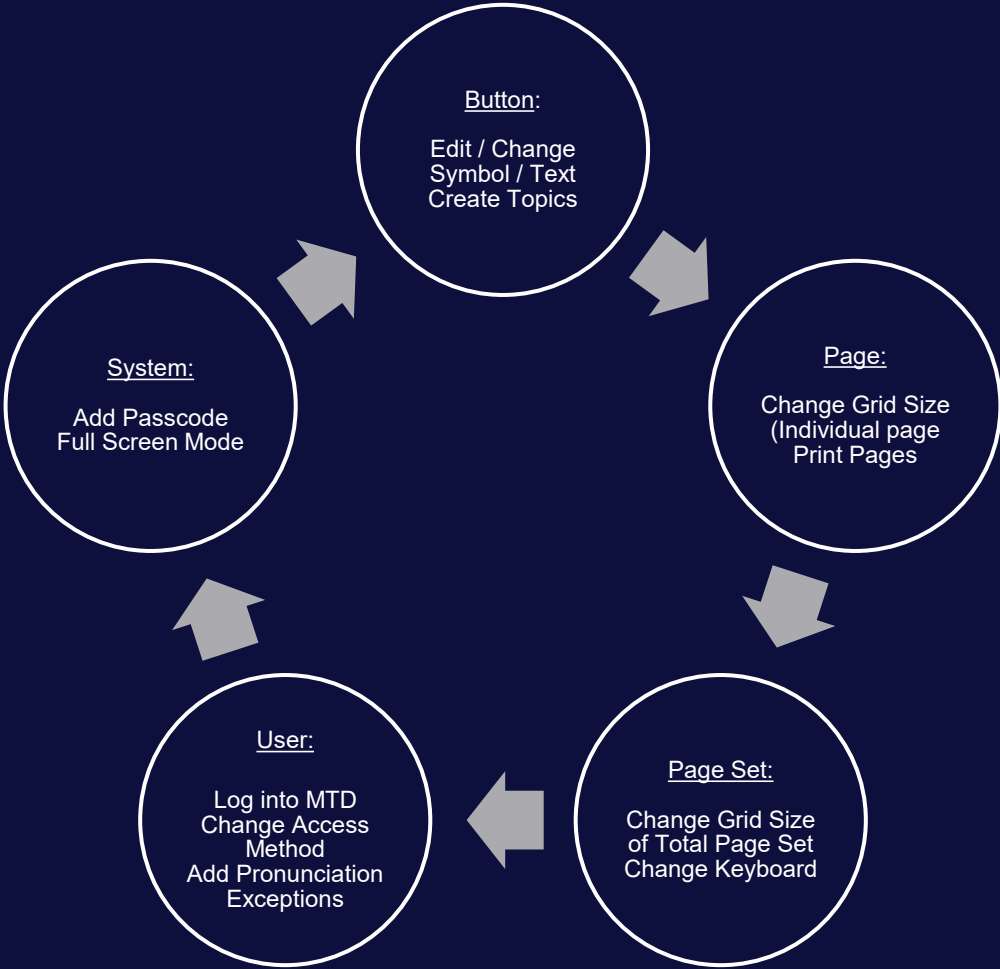 Button:
Edit / Change
Symbol / Text
Create Topics
Page:
Change Grid Size
(Individual page
Print Pages
Page Set:
Change Grid Size
of Total Page Set
Change Keyboard
User:
Log into MTD
Change Access
Method
Add Pronunciation
Exceptions
System:
Add Passcode
Full Screen Mode